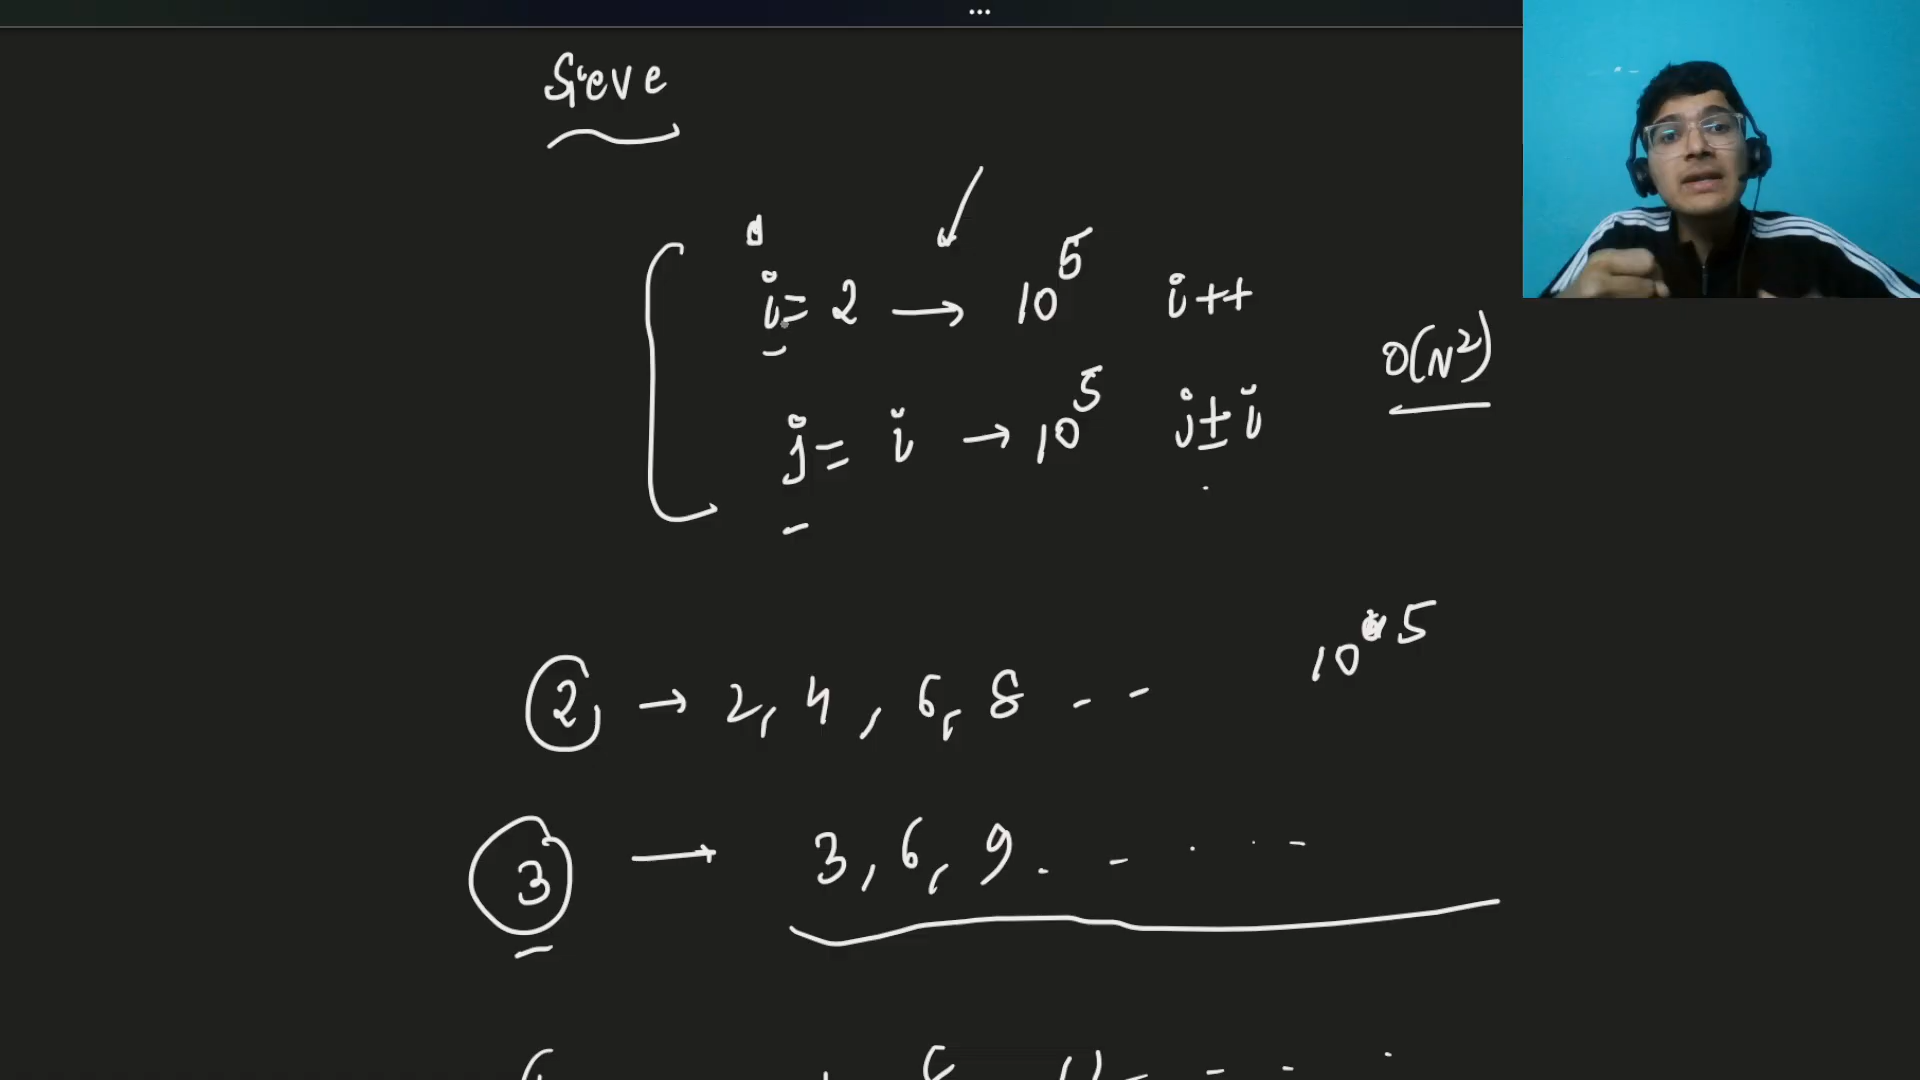 ...
Sieve
i = 2 → 10^5 i++
j = i → 10^5 j += i
O(N^2)
10^5
2 → 2, 4, 6, 8 - -
3 → 3, 6, 9 . - . . -